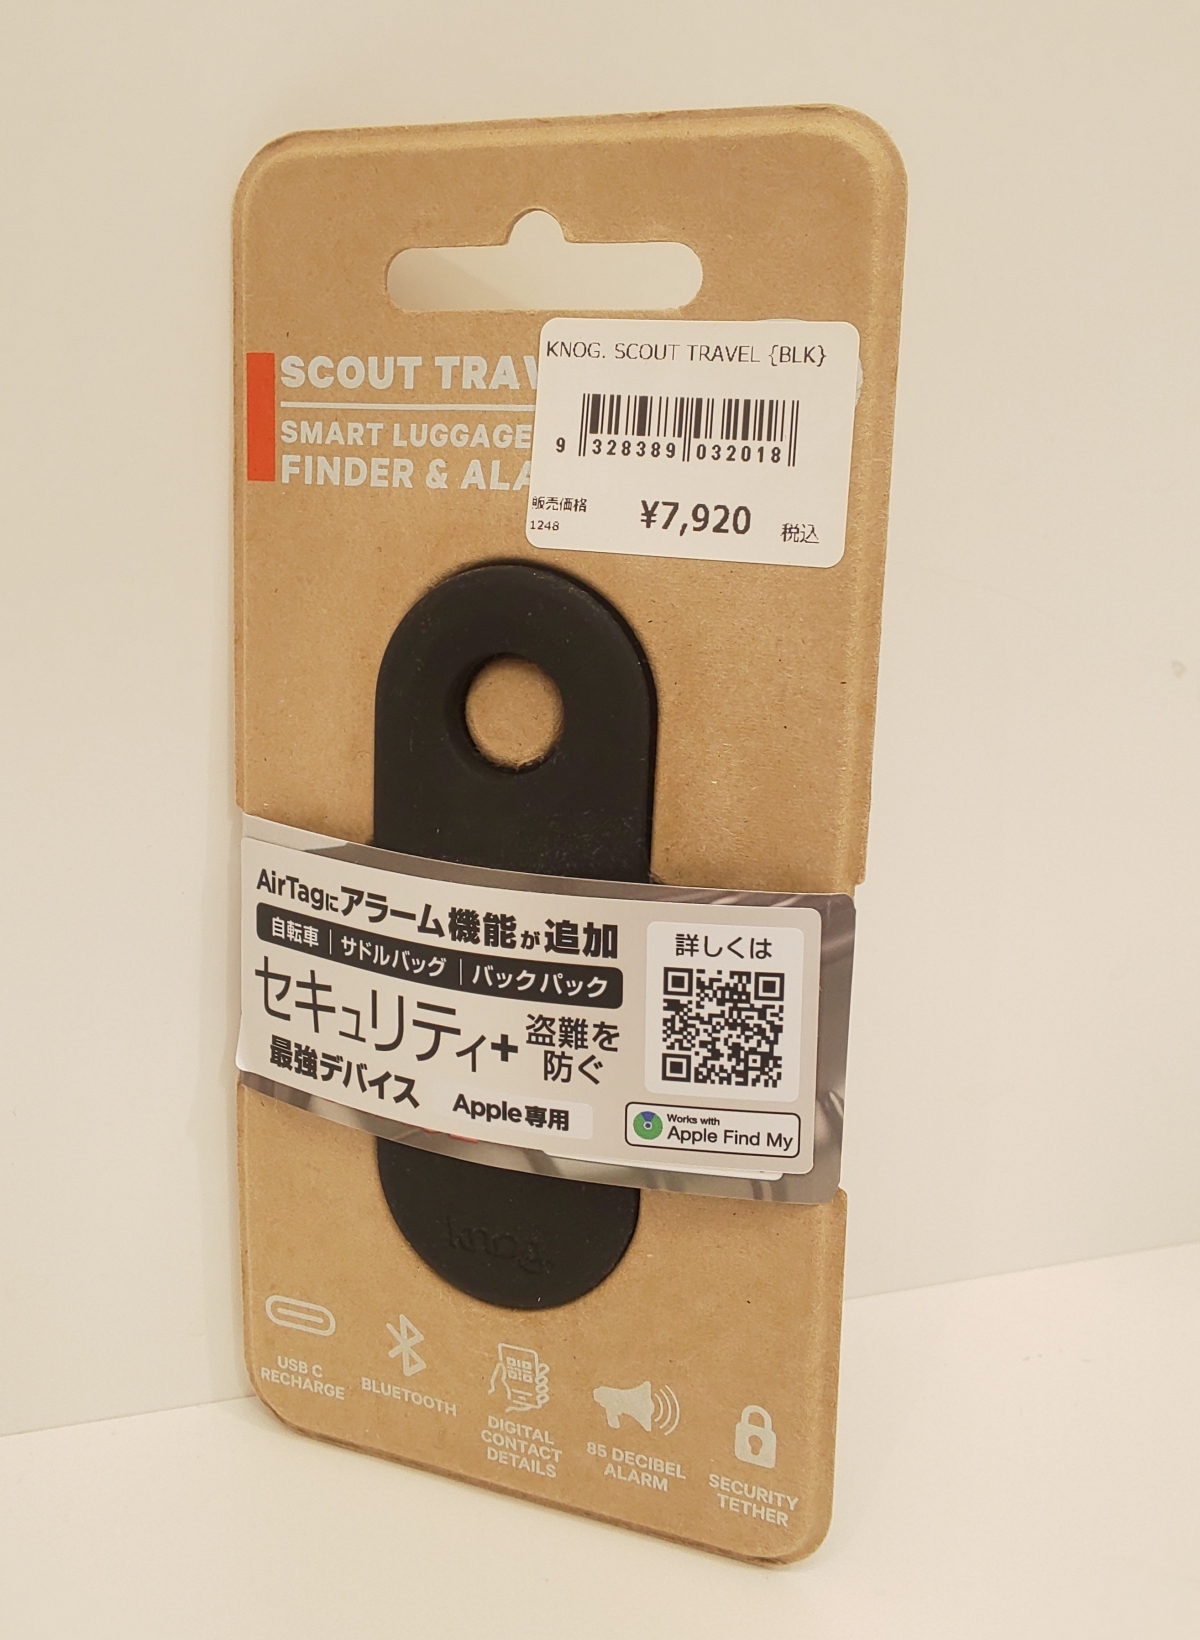 SCOUT TRAV
SMART LUGGAGE
FINDER & ALA
KNOG. SCOUT TRAVEL {BLK}
9 328389 032018
販売価格
1248
¥7,920 税込
AirTagにアラーム機能が追加
自転車 | サドルバッグ | バックパック
セキュリティ+ 盗難を
防ぐ
最強デバイス Apple専用
詳しくは
Works with
Apple Find My
knog.
USB C
RECHARGE
BLUETOOTH
DIGITAL
CONTACT
DETAILS
85 DECIBEL
ALARM
SECURITY
TETHER